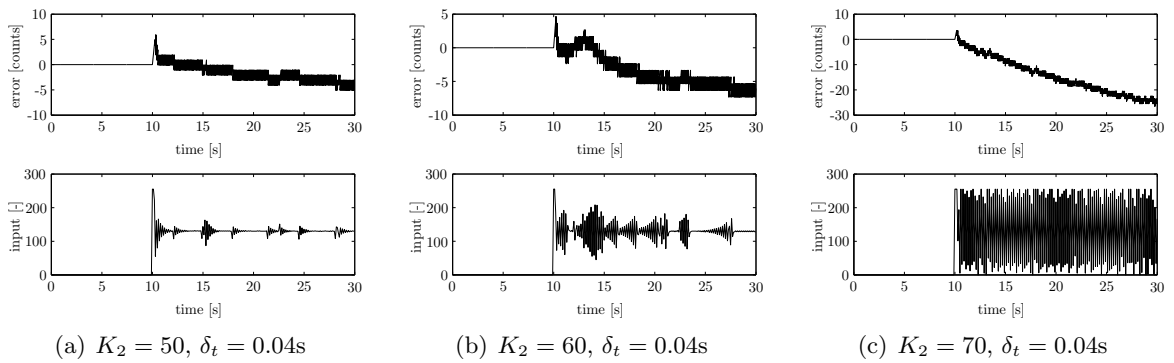 error [counts]
10
5
0
-5
-10
0 5 10 15 20 25 30
time [s]
input [-]
300
200
100
0
0 5 10 15 20 25 30
time [s]
(a) K₂ = 50, δₜ = 0.04s
error [counts]
5
0
-5
-10
0 5 10 15 20 25 30
time [s]
input [-]
300
200
100
0
0 5 10 15 20 25 30
time [s]
(b) K₂ = 60, δₜ = 0.04s
error [counts]
10
0
-10
-20
-30
0 5 10 15 20 25 30
time [s]
input [-]
300
200
100
0
0 5 10 15 20 25 30
time [s]
(c) K₂ = 70, δₜ = 0.04s